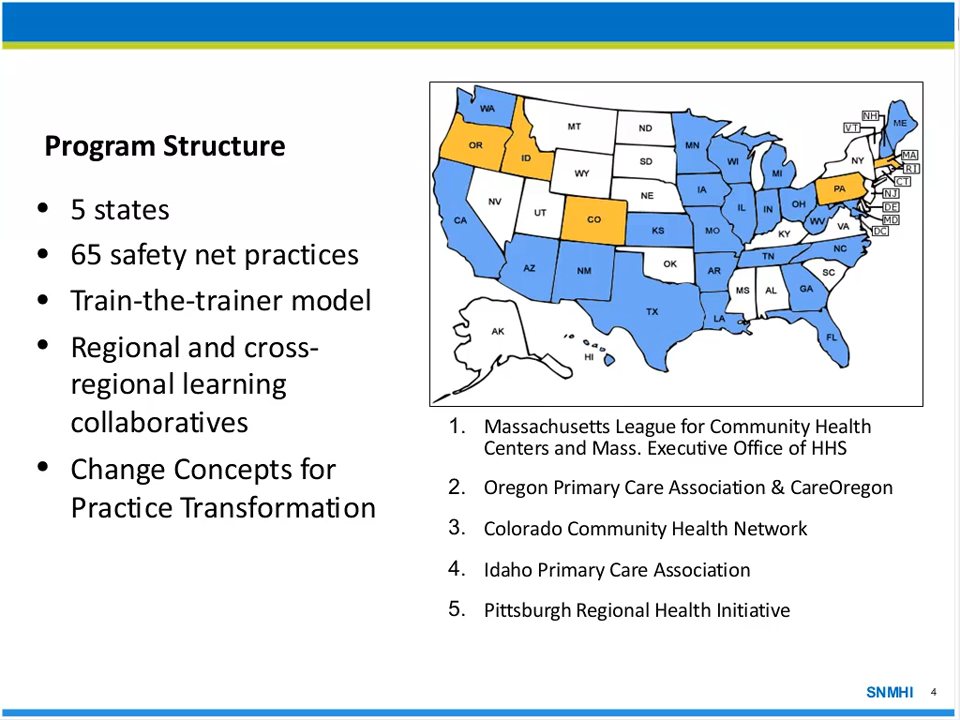 Program Structure
• 5 states
• 65 safety net practices
• Train-the-trainer model
• Regional and cross-
regional learning
collaboratives
• Change Concepts for
Practice Transformation
WA
OR
ID
MT
ND
SD
WY
NE
NV
UT
CO
CA
AZ
NM
KS
OK
TX
MN
IA
MO
AR
LA
WI
IL
MI
IN
OH
KY
TN
MS
AL
GA
FL
SC
NC
VA
WV
PA
NY
VT
NH
ME
MA
RI
CT
NJ
DE
MD
DC
AK
HI
1. Massachusetts League for Community Health
Centers and Mass. Executive Office of HHS
2. Oregon Primary Care Association & CareOregon
3. Colorado Community Health Network
4. Idaho Primary Care Association
5. Pittsburgh Regional Health Initiative
SNMHI 4